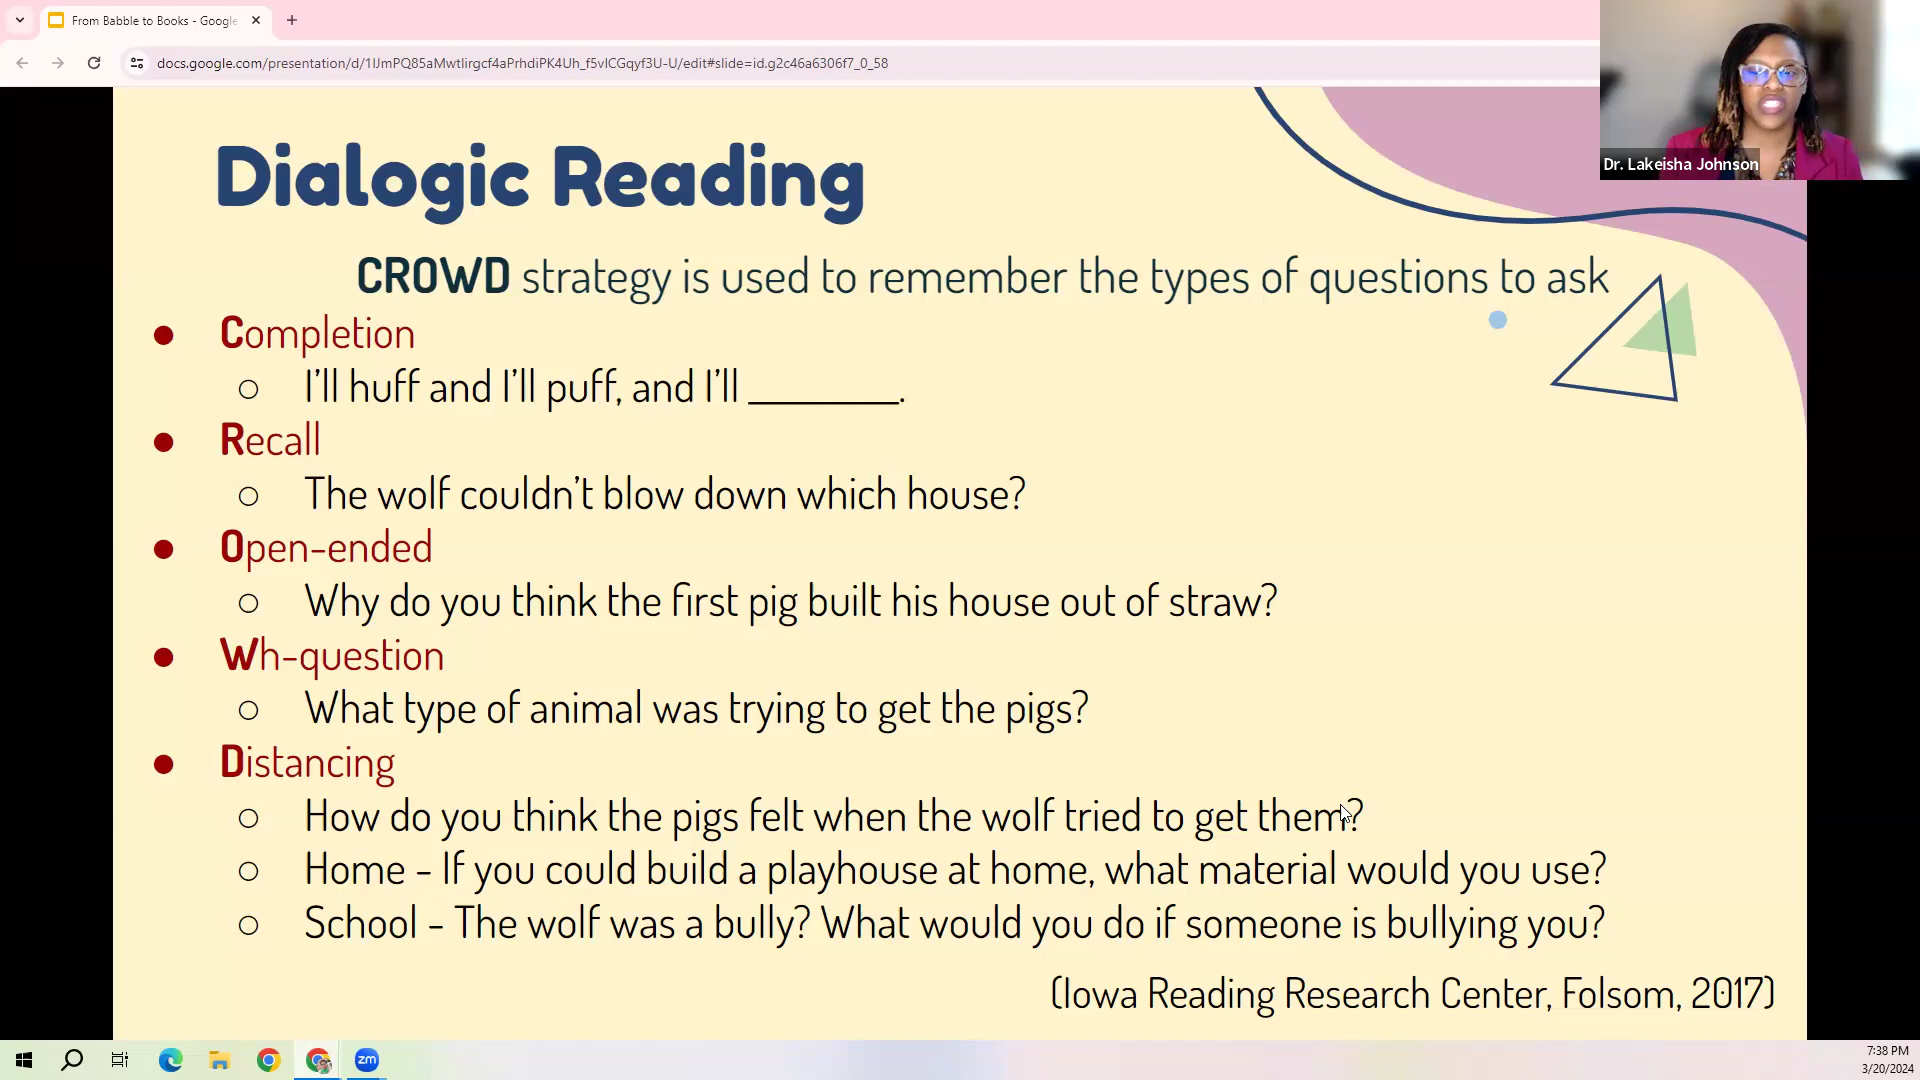 From Babble to Books - Google
docs.google.com/presentation/d/1IJmPQ85aMwtIirgcf4aPrhdiPK4Uh_f5vICGqyf3U-U/edit#slide=id.g2c46a6306f7_0_58
Dr. Lakeisha Johnson
Dialogic Reading
CROWD strategy is used to remember the types of questions to ask
● Completion
○ I'll huff and I'll puff, and I'll ________.
● Recall
○ The wolf couldn't blow down which house?
● Open-ended
○ Why do you think the first pig built his house out of straw?
● Wh-question
○ What type of animal was trying to get the pigs?
● Distancing
○ How do you think the pigs felt when the wolf tried to get them?
○ Home - If you could build a playhouse at home, what material would you use?
○ School - The wolf was a bully? What would you do if someone is bullying you?
(Iowa Reading Research Center, Folsom, 2017)
zm
7:38 PM
3/20/2024